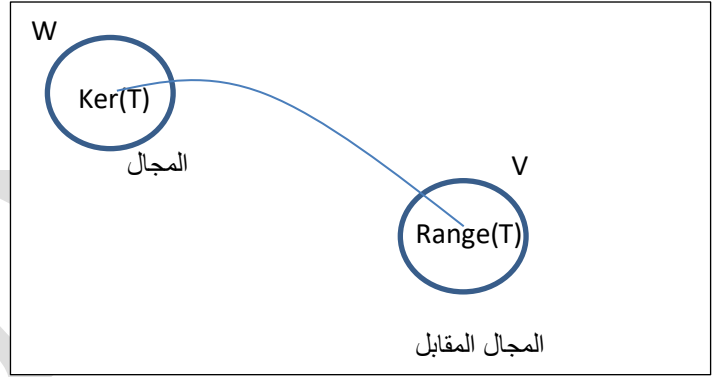 W
Ker(T)
المجال
V
Range(T)
المجال المقابل